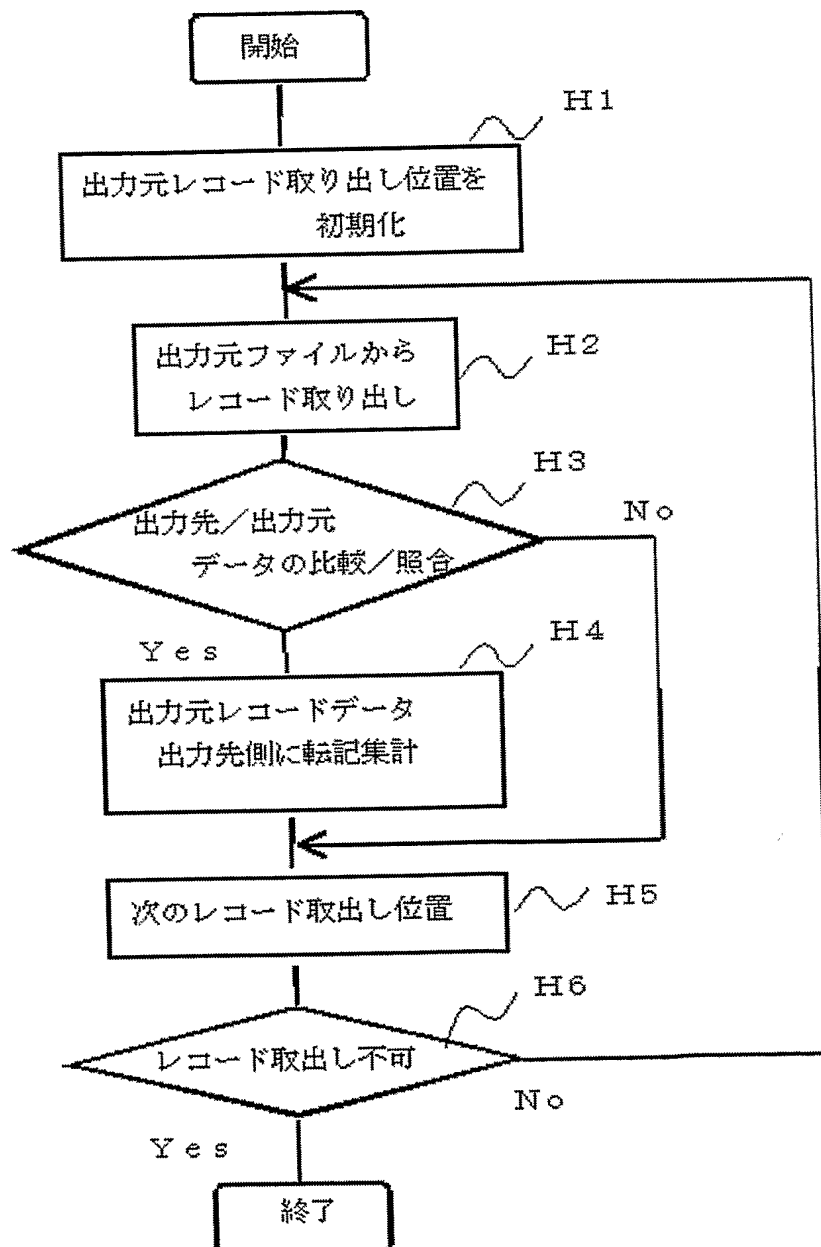 開始
H1
出力元レコード取り出し位置を
初期化
H2
出力元ファイルから
レコード取り出し
H3
出力先／出力元
データの比較／照合
No
Yes
H4
出力元レコードデータ
出力先側に転記集計
次のレコード取出し位置
H5
H6
レコード取出し不可
No
Yes
終了